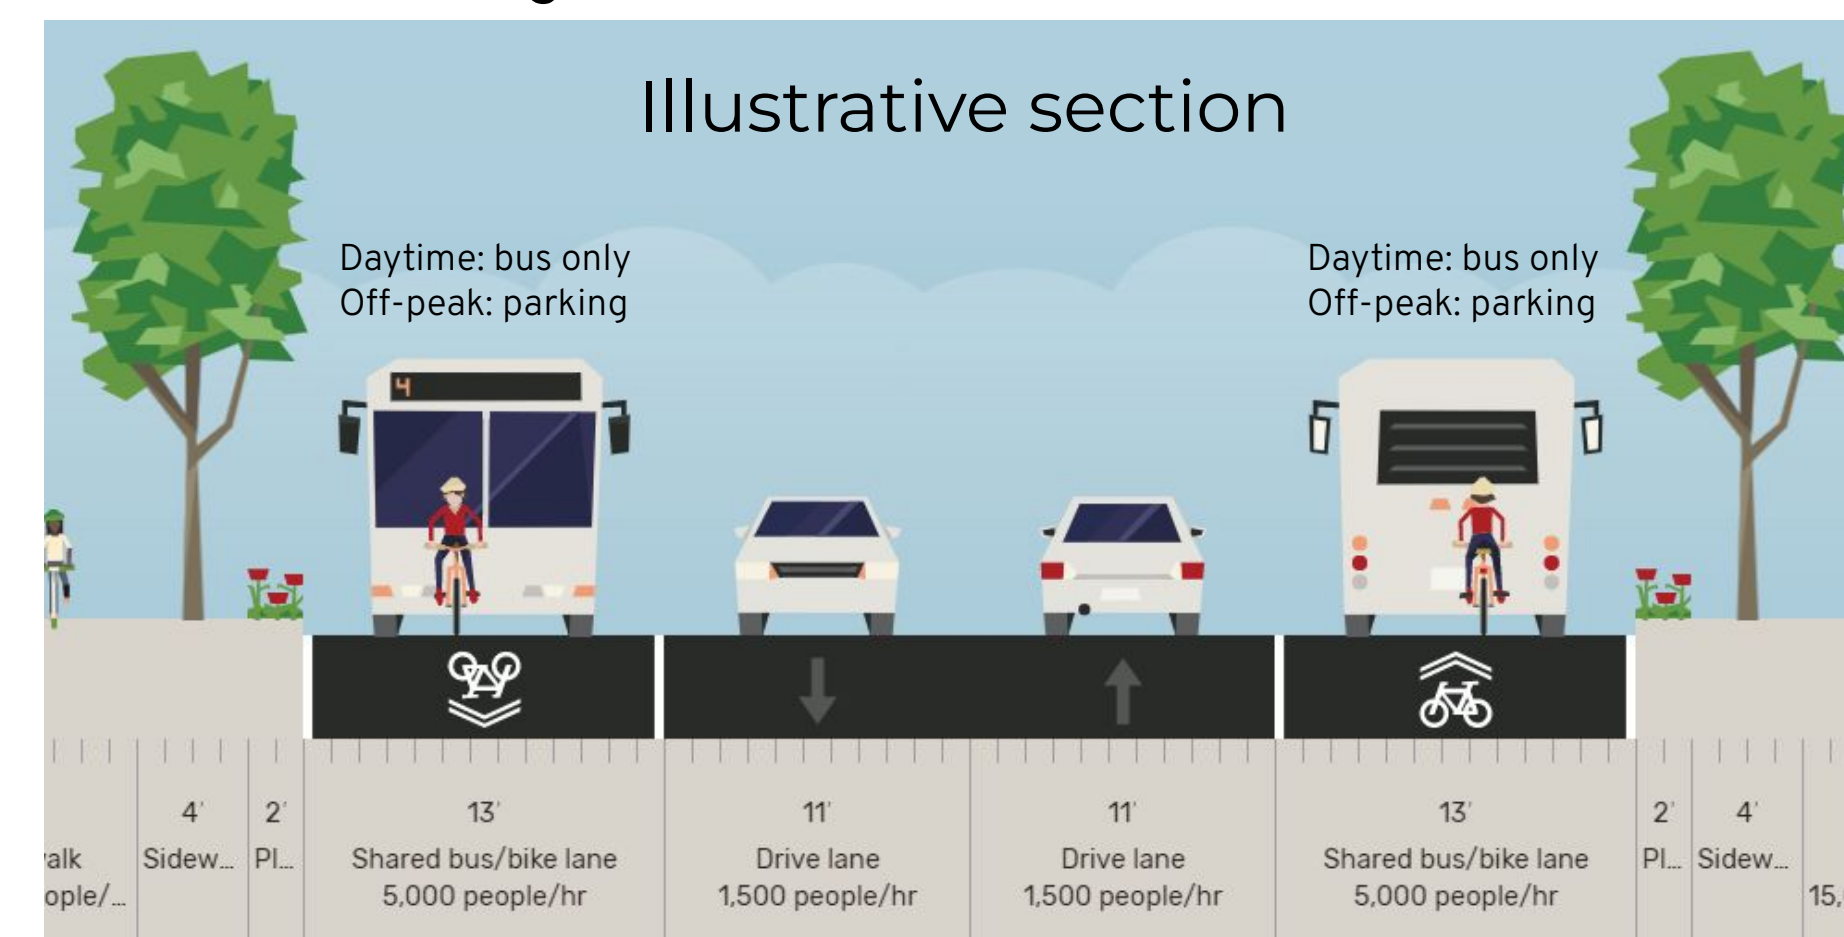 Illustrative section
Daytime: bus only
Off-peak: parking
Daytime: bus only
Off-peak: parking
4
4' 2' 13' 11' 11' 13' 2' 4'
alk Sidew... Pl... Shared bus/bike lane Drive lane Drive lane Shared bus/bike lane Pl... Sidew...
ople/... 5,000 people/hr 1,500 people/hr 1,500 people/hr 5,000 people/hr 15,